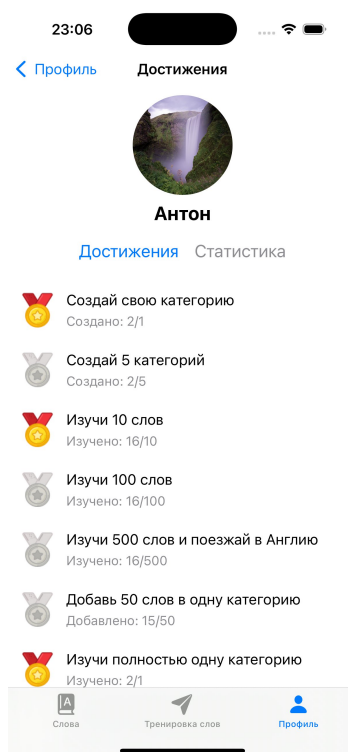 23:06
Профиль
Достижения
Антон
Достижения Статистика
Создай свою категорию
Создано: 2/1
Создай 5 категорий
Создано: 2/5
Изучи 10 слов
Изучено: 16/10
Изучи 100 слов
Изучено: 16/100
Изучи 500 слов и поезжай в Англию
Изучено: 16/500
Добавь 50 слов в одну категорию
Добавлено: 15/50
Изучи полностью одну категорию
Изучено: 2/1
A
Слова
Тренировка слов
Профиль